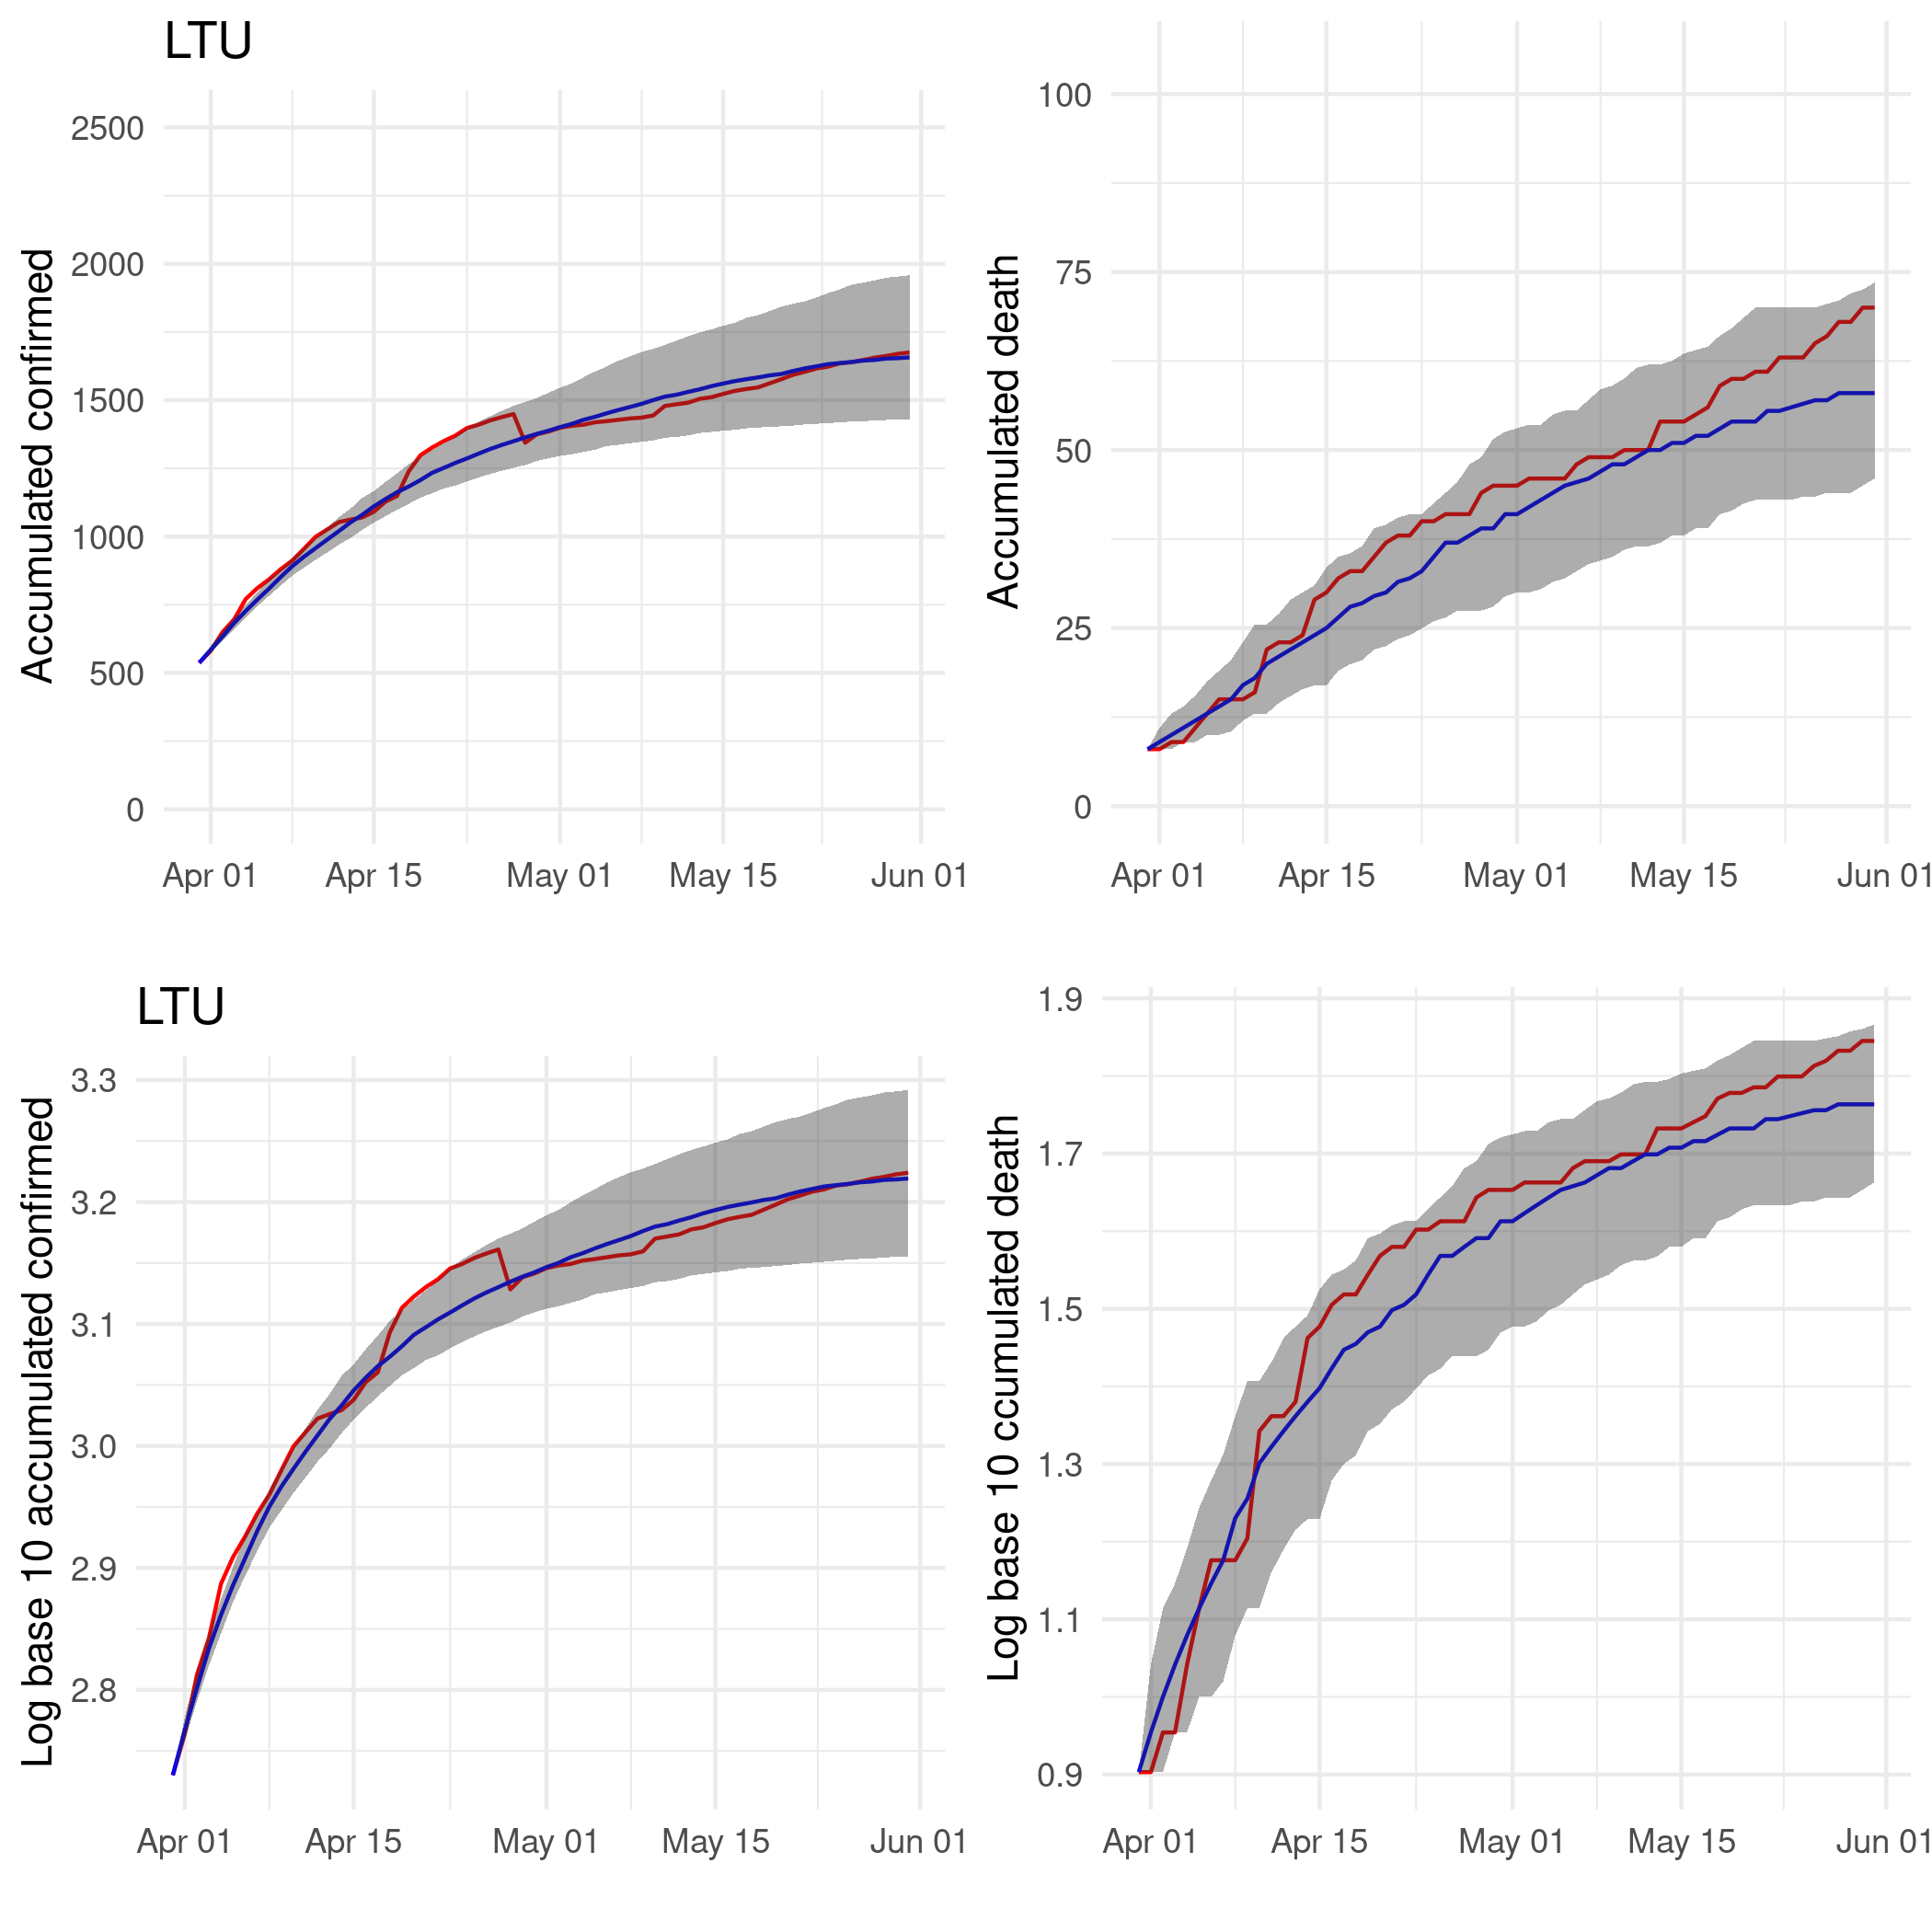 LTU
Accumulated confirmed
2500
2000
1500
1000
500
0
Apr 01 Apr 15 May 01 May 15 Jun 01
Accumulated death
100
75
50
25
0
Apr 01 Apr 15 May 01 May 15 Jun 01
LTU
Log base 10 accumulated confirmed
3.3
3.2
3.1
3.0
2.9
2.8
Apr 01 Apr 15 May 01 May 15 Jun 01
Log base 10 ccumulated death
1.9
1.7
1.5
1.3
1.1
0.9
Apr 01 Apr 15 May 01 May 15 Jun 01